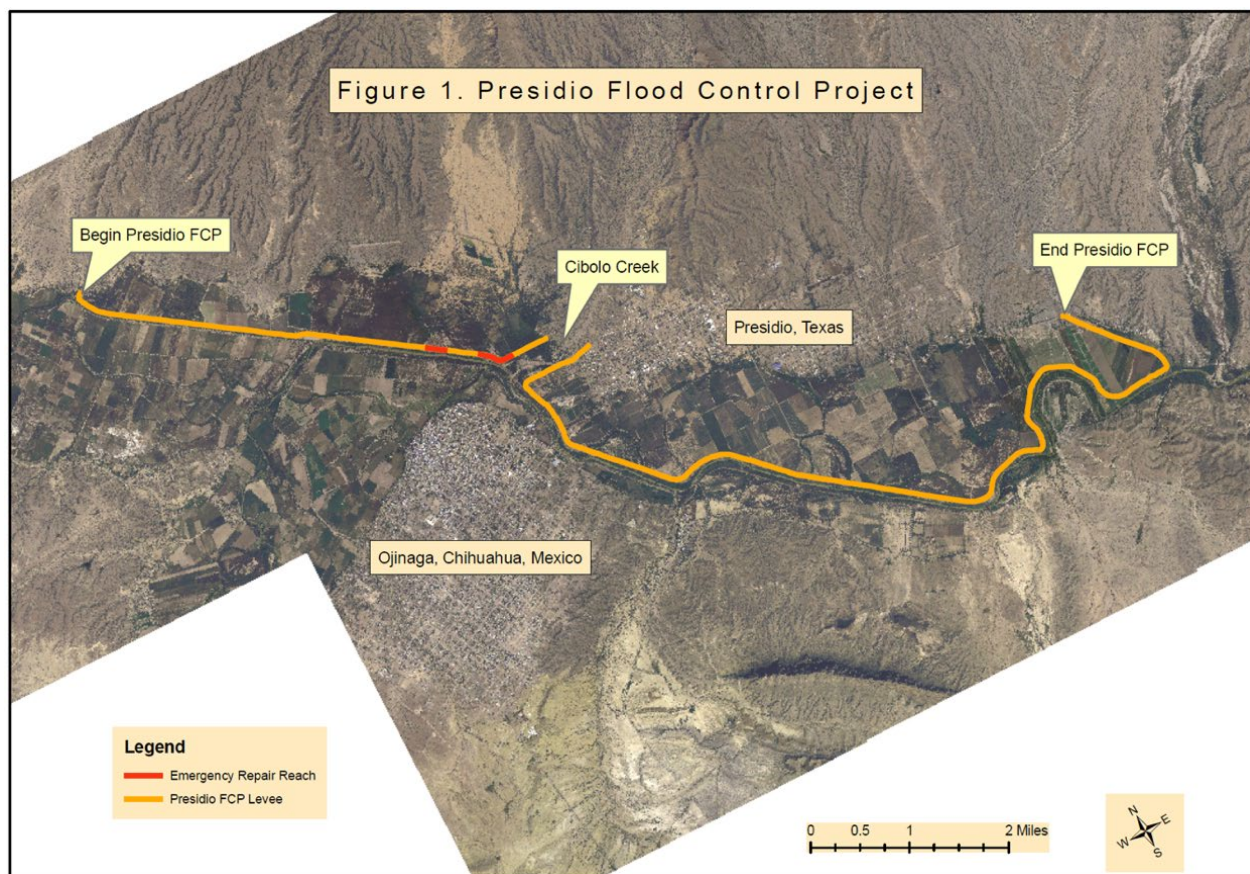 Figure 1. Presidio Flood Control Project
Begin Presidio FCP
Cibolo Creek
End Presidio FCP
Presidio, Texas
Ojinaga, Chihuahua, Mexico
Legend
Emergency Repair Reach
Presidio FCP Levee
0 0.5 1 2 Miles
N
E
W
S